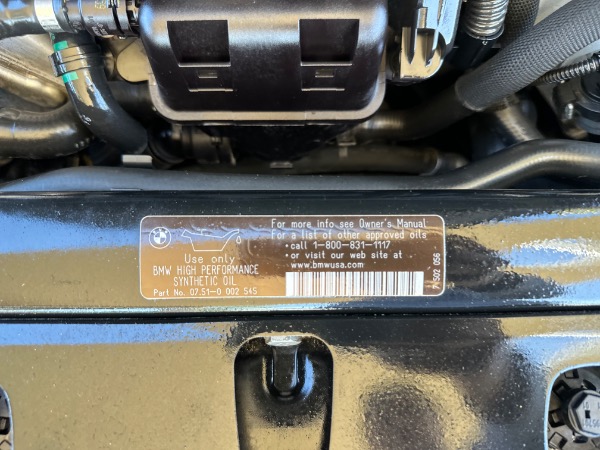 BMW
Use only
BMW HIGH PERFORMANCE
SYNTHETIC OIL
Part No. 07.51-0 002 545
For more info see Owner's Manual
For a list of other approved oils
• call 1-800-831-1117
• or visit our web site at
www.bmwusa.com